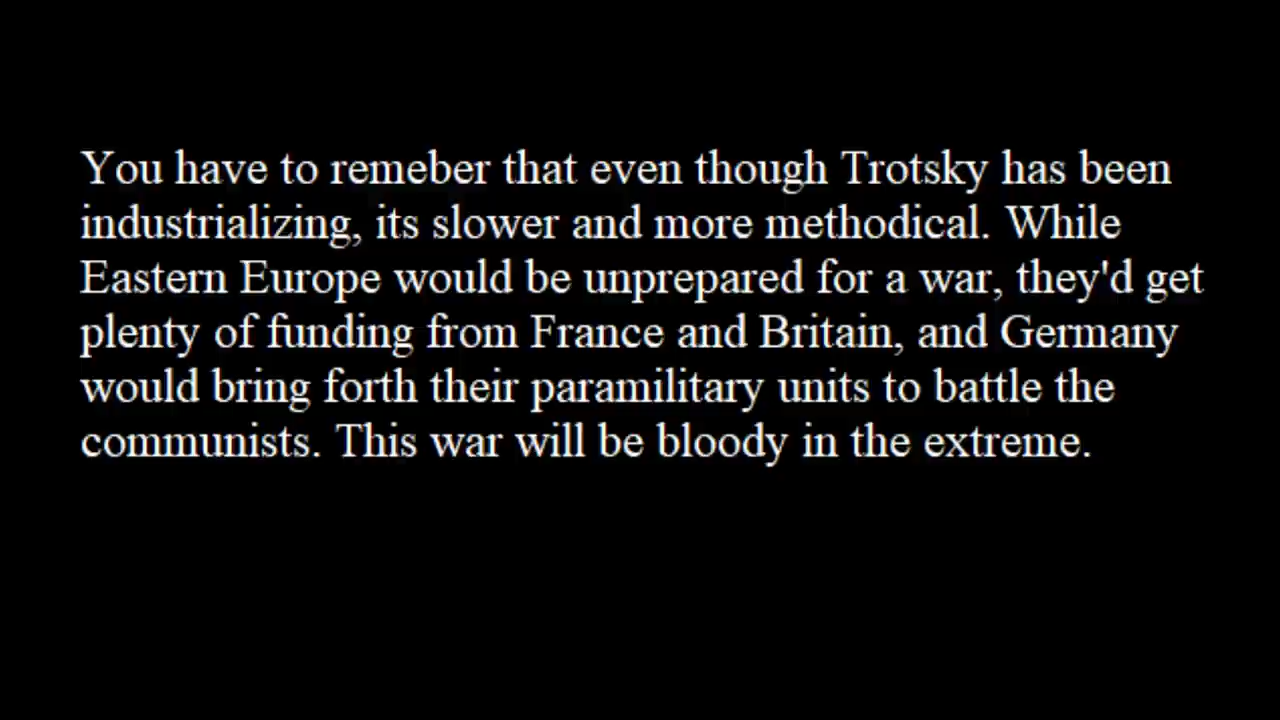 You have to remeber that even though Trotsky has been
industrializing, its slower and more methodical. While
Eastern Europe would be unprepared for a war, they'd get
plenty of funding from France and Britain, and Germany
would bring forth their paramilitary units to battle the
communists. This war will be bloody in the extreme.